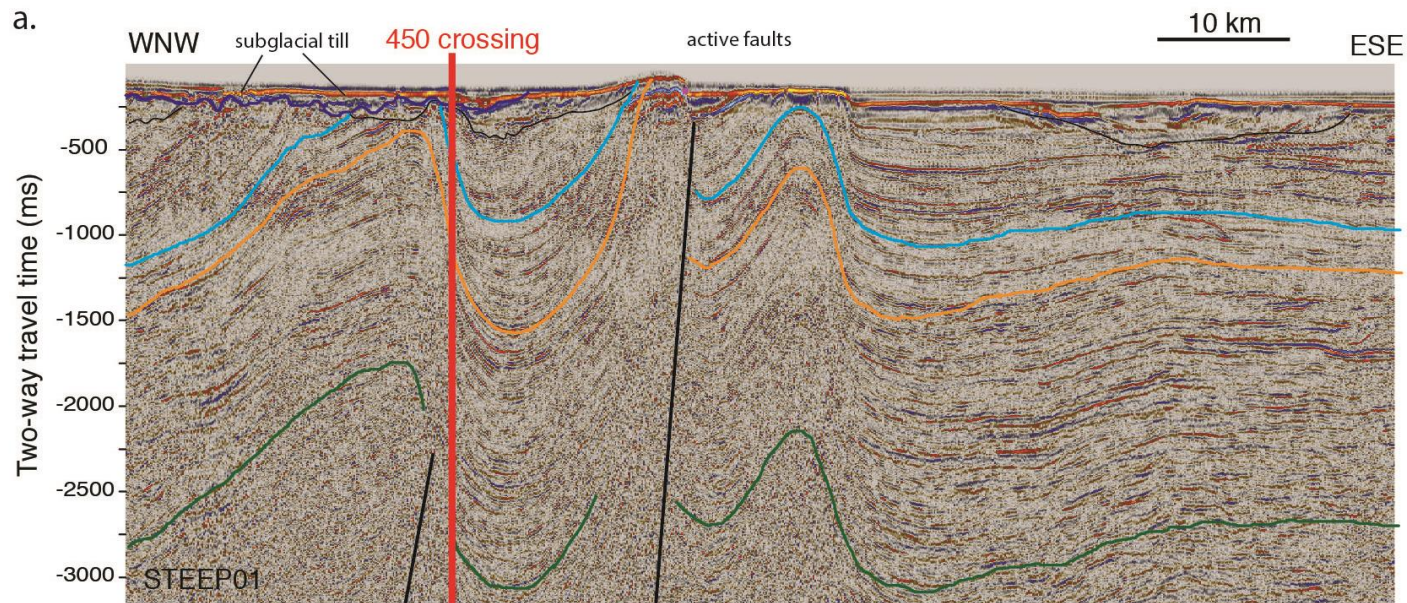 a.
WNW
subglacial till
450 crossing
active faults
10 km
ESE
Two-way travel time (ms)
-500
-1000
-1500
-2000
-2500
-3000
STEEP01